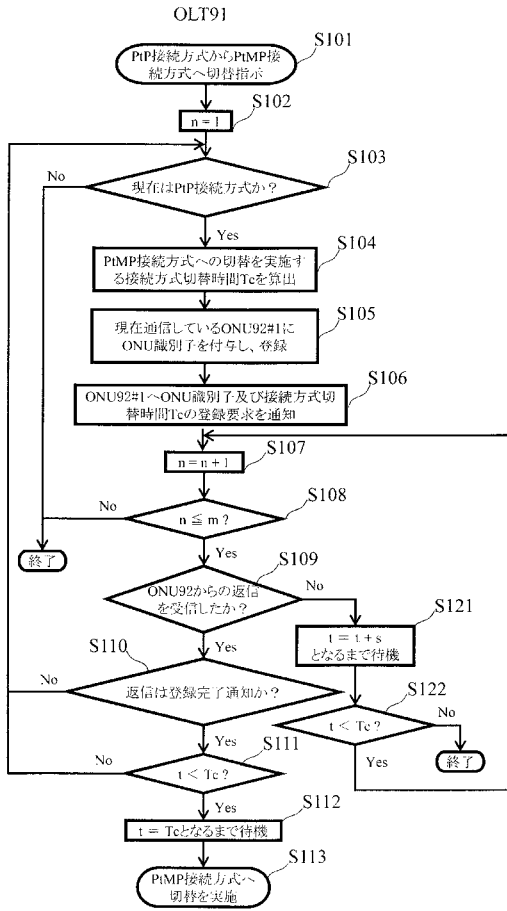 OLT91
S101
PtP接続方式からPtMP接
続方式へ切替指示
S102
n = 1
S103
現在はPtP接続方式か？
No
Yes
S104
PtMP接続方式への切替を実施す
る接続方式切替時間Tcを算出
S105
現在通信しているONU92#1に
ONU識別子を付与し、登録
S106
ONU92#1へONU識別子及び接続方式切
替時間Tcの登録要求を通知
S107
n = n + 1
S108
n ≦ m？
No
Yes
終了
S109
ONU92からの返信
を受信したか？
No
Yes
S121
t = t + s
となるまで待機
S110
返信は登録完了通知か？
No
Yes
S122
t < Tc？
No
Yes
終了
S111
t < Tc？
No
Yes
S112
t = Tcとなるまで待機
S113
PtMP接続方式へ
切替を実施